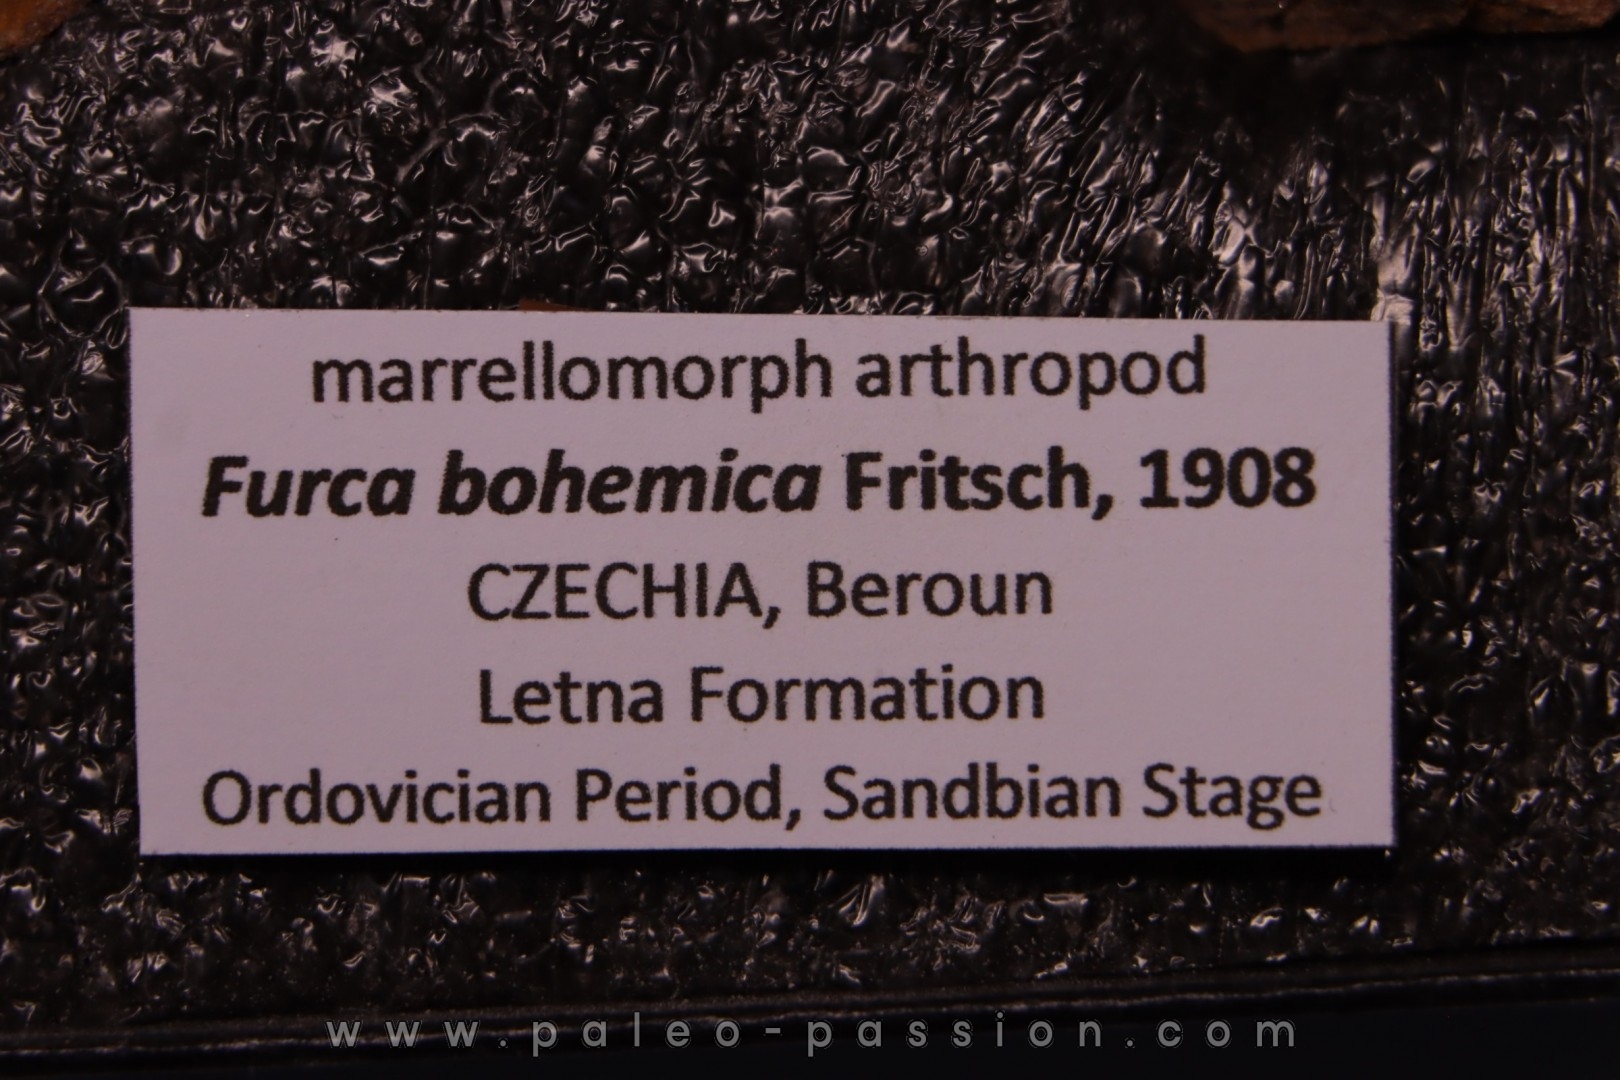 marrellomorph arthropod
Furca bohemica Fritsch, 1908
CZECHIA, Beroun
Letna Formation
Ordovician Period, Sandbian Stage
www.paleo-passion.com